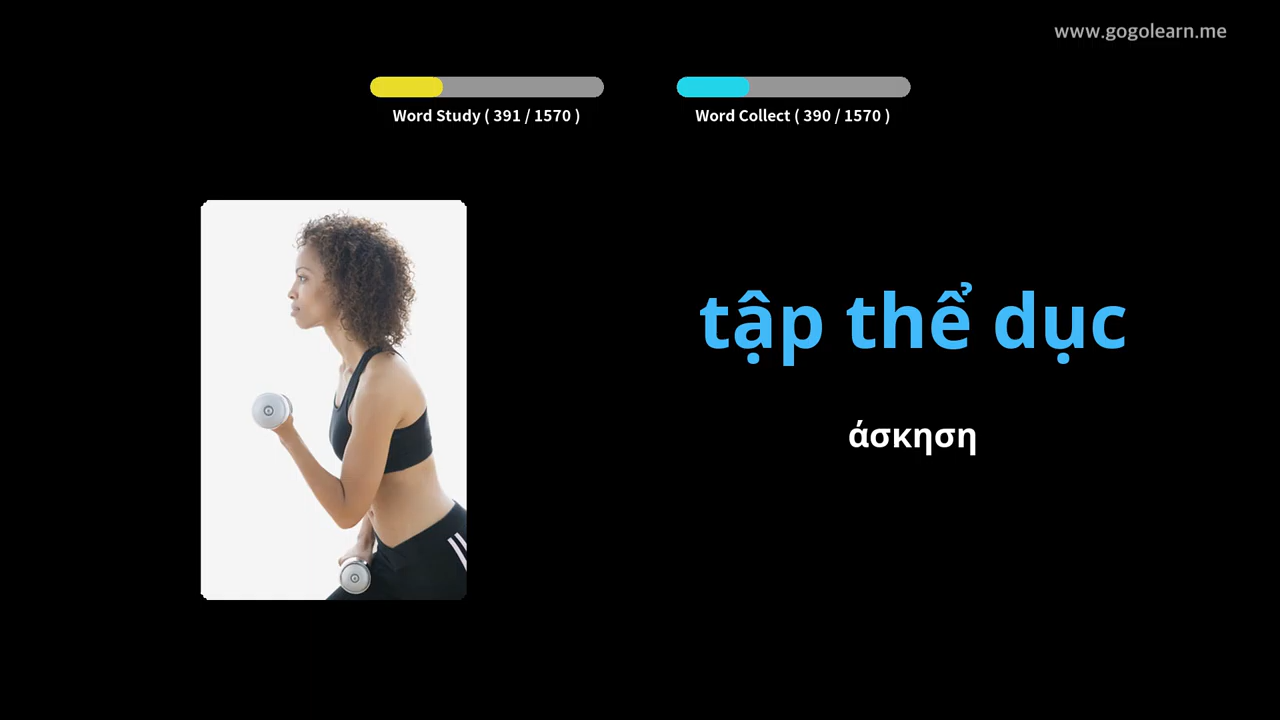 www.gogolearn.me
Word Study ( 391 / 1570 )
Word Collect ( 390 / 1570 )
tập thể dục
άσκηση